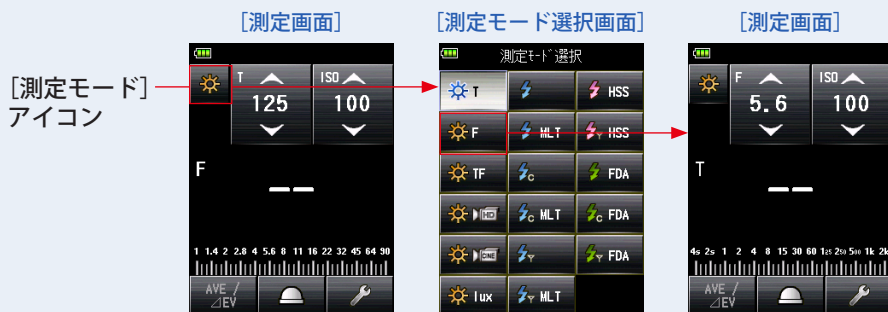 [測定画面]
[測定モード選択画面]
[測定画面]
[測定モード]
アイコン
T
125
ISO
100
F
1 1.4 2 2.8 4 5.6 8 11 16 22 32 45 64 90
AVE /
⊿EV
測定ﾓｰﾄﾞ選択
T
HSS
F
MLT
HSS
TF
C
FDA
HD
C MLT
C FDA
CINE
Y
Y FDA
lux
Y MLT
F
5.6
ISO
100
T
4s 2s 1 2 4 8 15 30 60 125 250 500 1k 2k
AVE /
⊿EV